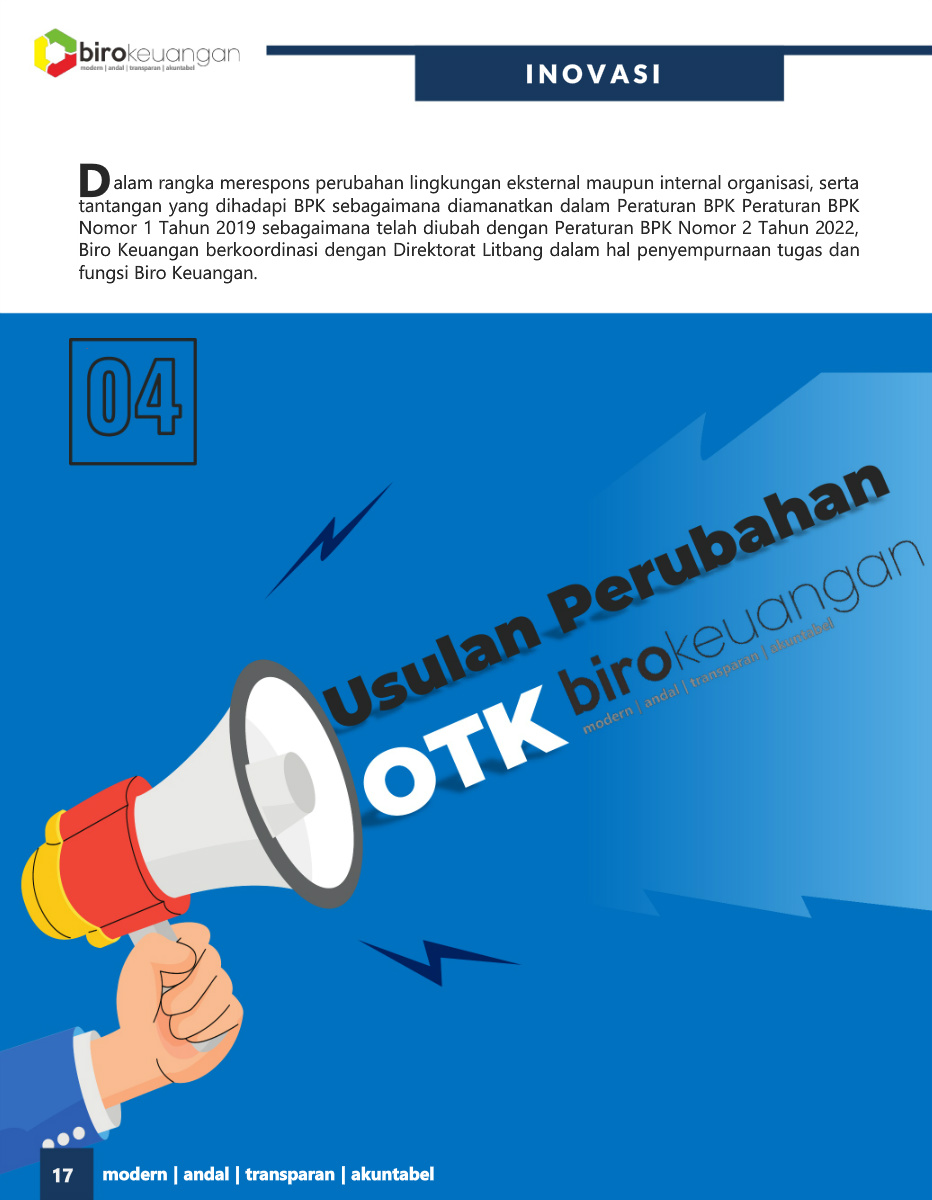 birokeuangan
modern | andal | transparan | akuntabel
INOVASI
Dalam rangka merespons perubahan lingkungan eksternal maupun internal organisasi, serta
tantangan yang dihadapi BPK sebagaimana diamanatkan dalam Peraturan BPK Peraturan BPK
Nomor 1 Tahun 2019 sebagaimana telah diubah dengan Peraturan BPK Nomor 2 Tahun 2022,
Biro Keuangan berkoordinasi dengan Direktorat Litbang dalam hal penyempurnaan tugas dan
fungsi Biro Keuangan.
04
Usulan Perubahan
OTK birokeuangan
modern | andal | transparan | akuntabel
17 modern | andal | transparan | akuntabel